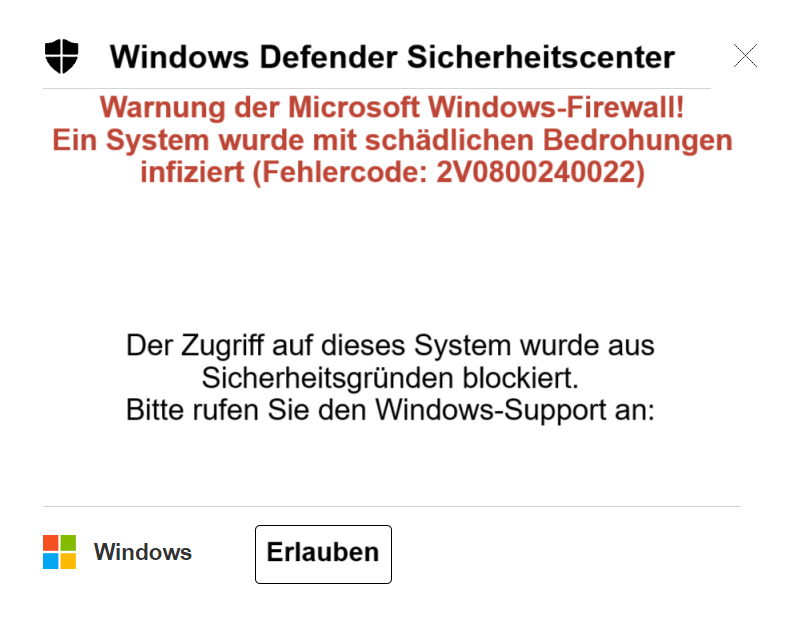 Windows Defender Sicherheitscenter
Warnung der Microsoft Windows-Firewall!
Ein System wurde mit schädlichen Bedrohungen
infiziert (Fehlercode: 2V0800240022)
Der Zugriff auf dieses System wurde aus
Sicherheitsgründen blockiert.
Bitte rufen Sie den Windows-Support an:
Windows
Erlauben